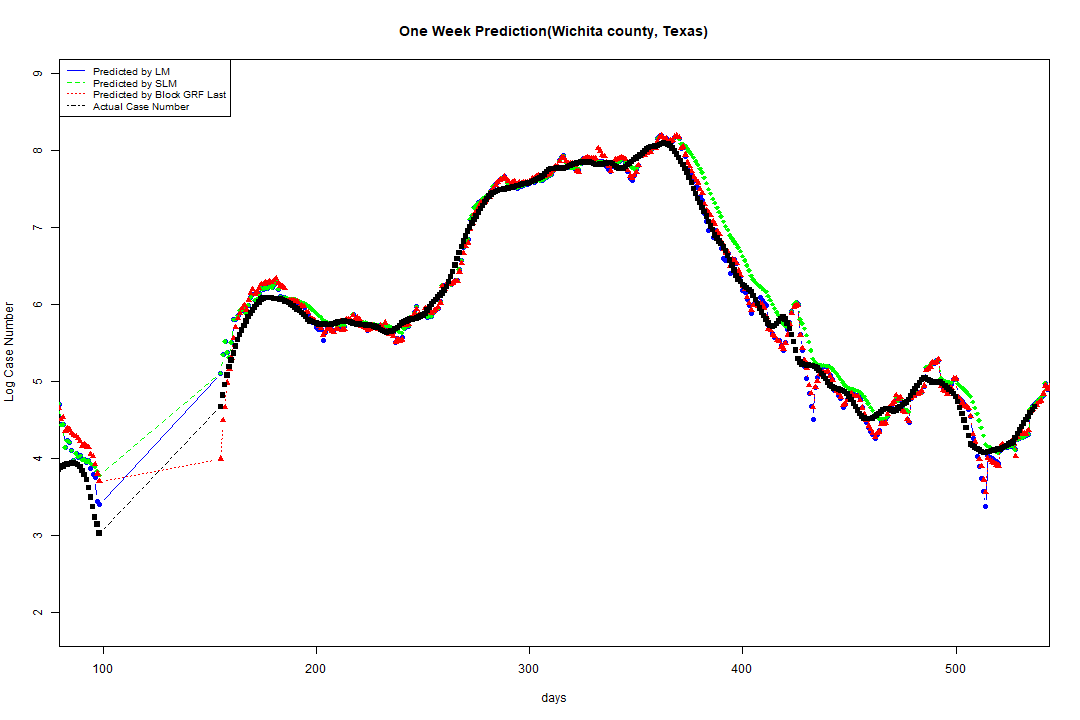 One Week Prediction(Wichita county, Texas)
Predicted by LM
Predicted by SLM
Predicted by Block GRF Last
Actual Case Number
9
8
7
6
5
4
3
2
Log Case Number
100 200 300 400 500
days